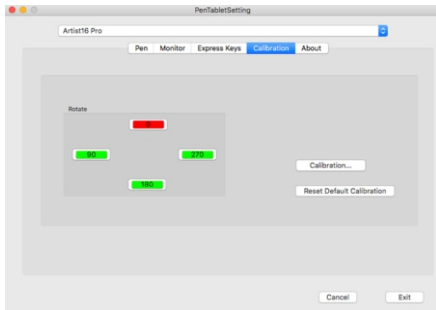 PenTabletSetting
Artist16 Pro
Pen Monitor Express Keys Calibration About
Rotate
0
90 270
180
Calibration...
Reset Default Calibration
Cancel Exit